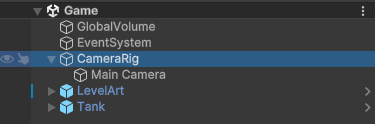 Game
GlobalVolume
EventSystem
CameraRig
Main Camera
LevelArt
Tank